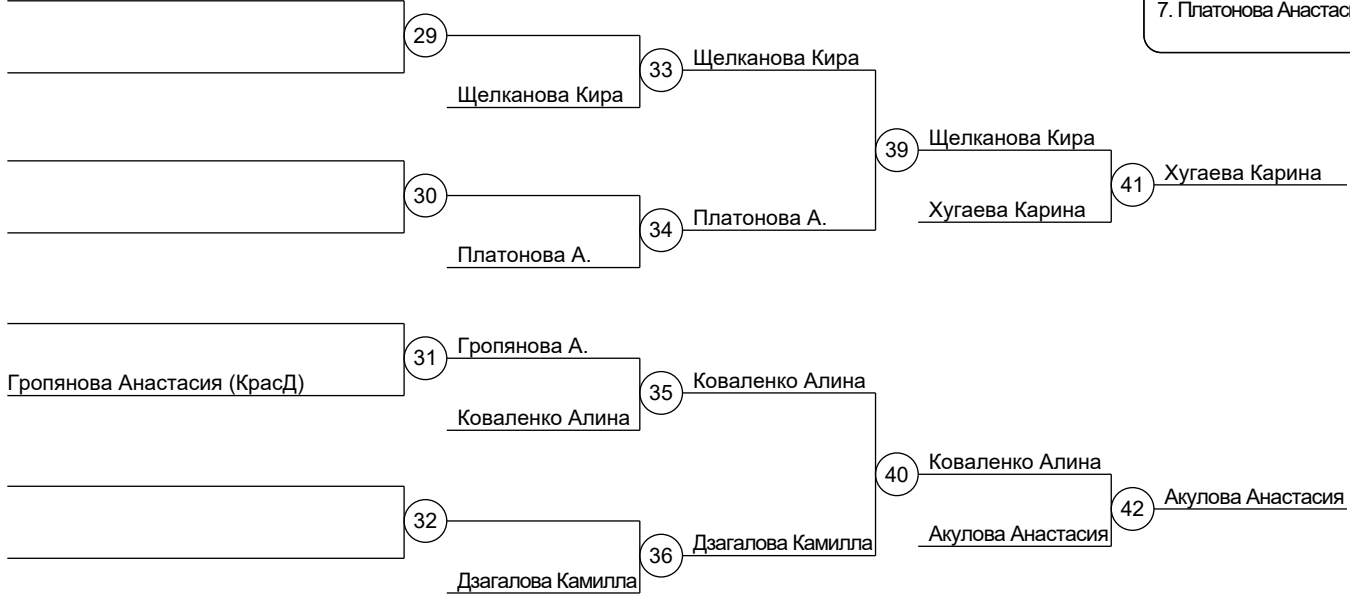 7. Платонова
29
Щелканова Кира
33
Щелканова Кира
39
Щелканова Кира
30
Платонова А.
34
Платонова А.
Хугаева Карина
41
Хугаева Карина
31
Гропянова А.
Гропянова Анастасия (КрасД)
Коваленко Алина
35
Коваленко Алина
40
Коваленко Алина
32
Дзагалова Камилла
36
Дзагалова Камилла
Акулова Анастасия
42
Акулова Анастасия